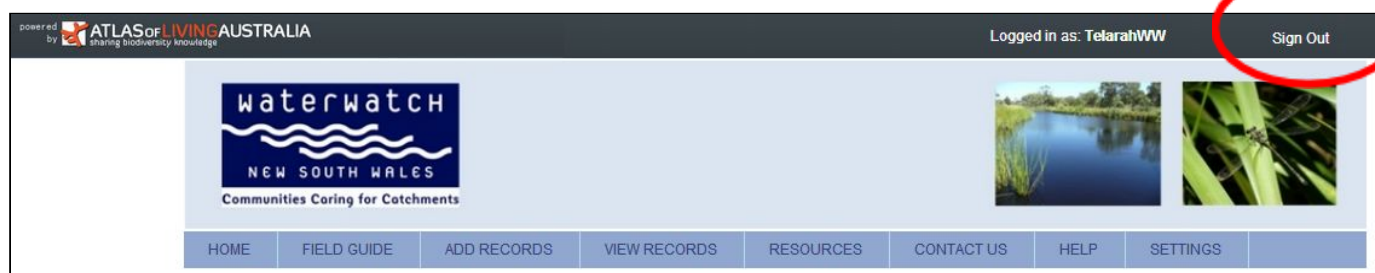 powered by ATLAS OF LIVING AUSTRALIA
sharing biodiversity knowledge
Logged in as: TelarahWW
Sign Out
waterwatcH
NEW SOUTH WALES
Communities Caring for Catchments
HOME FIELD GUIDE ADD RECORDS VIEW RECORDS RESOURCES CONTACT US HELP SETTINGS